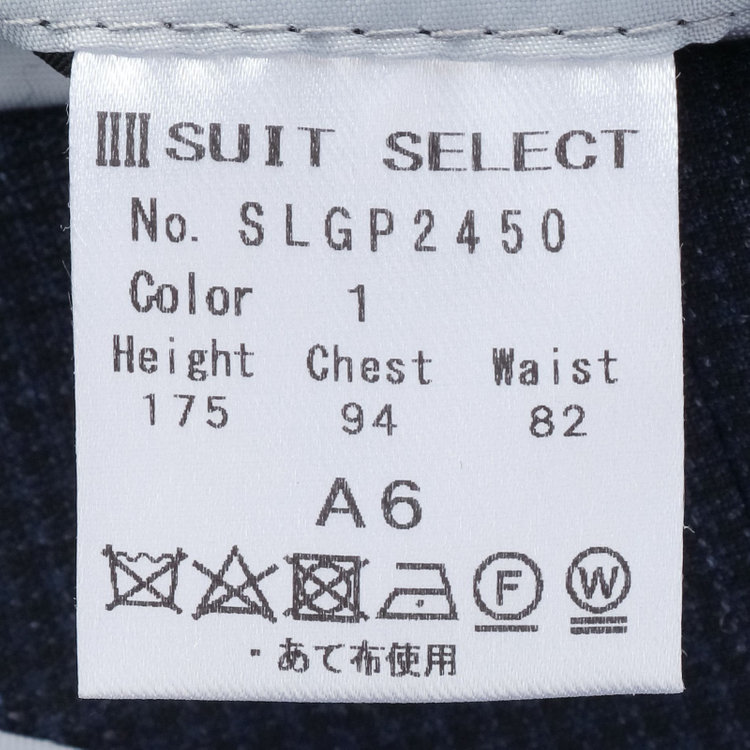 SUIT SELECT
No. SLGP2450
Color 1
Height Chest Waist
175 94 82
A6
F W
・あて布使用